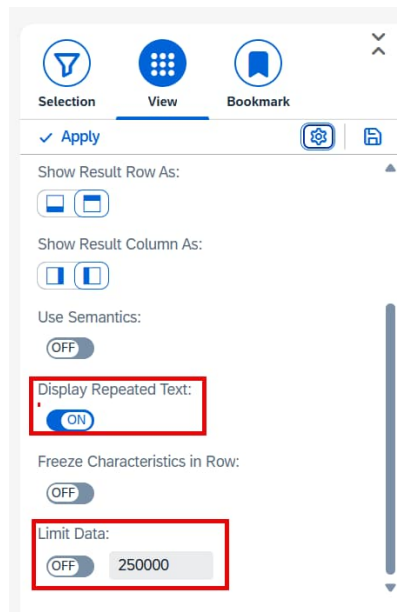 Selection View Bookmark
Apply
Show Result Row As:
Show Result Column As:
Use Semantics:
OFF
Display Repeated Text:
ON
Freeze Characteristics in Row:
OFF
Limit Data:
OFF 250000